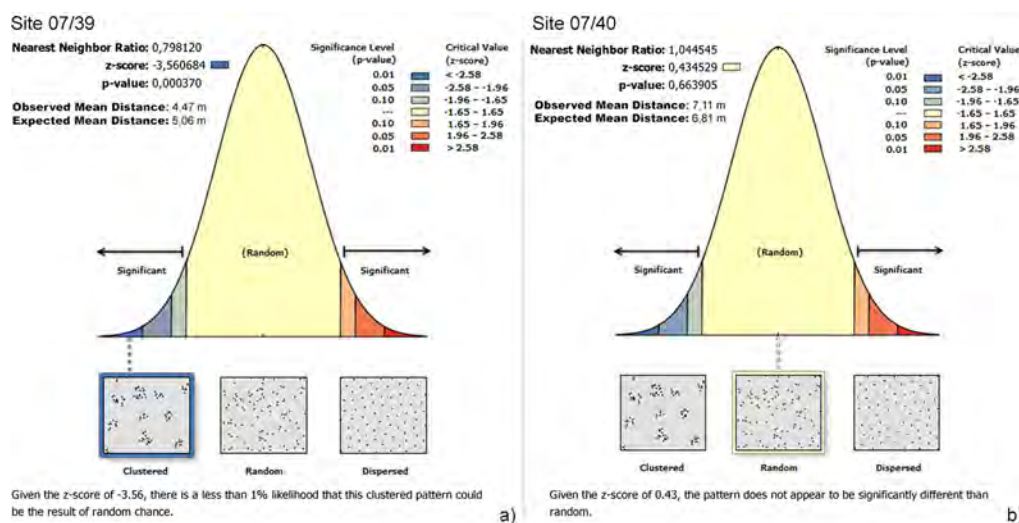 Site 07/39
Nearest Neighbor Ratio: 0,798120
z-score: -3,560684
p-value: 0,000370
Observed Mean Distance: 4,47 m
Expected Mean Distance: 5,06 m
Significance Level Critical Value
(p-value) (z-score)
0.01 < -2.58
0.05 -2.58 – -1.96
0.10 -1.96 – -1.65
--- -1.65 – 1.65
0.10 1.65 – 1.96
0.05 1.96 – 2.58
0.01 > 2.58
(Random)
Significant Significant
Clustered Random Dispersed
Given the z-score of -3.56, there is a less than 1% likelihood that this clustered pattern could
be the result of random chance.
a)
Site 07/40
Nearest Neighbor Ratio: 1,044545
z-score: 0,434529
p-value: 0,663905
Observed Mean Distance: 7,11 m
Expected Mean Distance: 6,81 m
Significance Level Critical Value
(p-value) (z-score)
0.01 < -2.58
0.05 -2.58 – -1.96
0.10 -1.96 – -1.65
--- -1.65 – 1.65
0.10 1.65 – 1.96
0.05 1.96 – 2.58
0.01 > 2.58
(Random)
Significant Significant
Clustered Random Dispersed
Given the z-score of 0.43, the pattern does not appear to be significantly different than
random.
b)